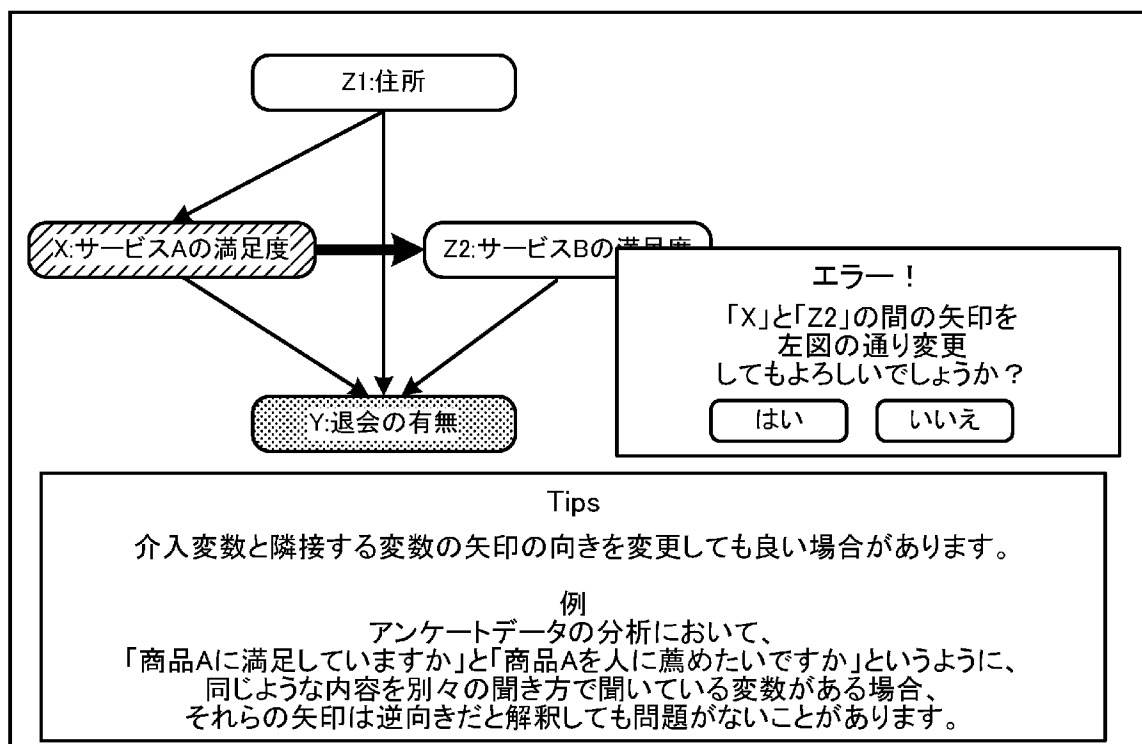 Z1:住所
X:サービスAの満足度
Z2:サービスBの満足度
Y:退会の有無
エラー！
「X」と「Z2」の間の矢印を
左図の通り変更
してもよろしいでしょうか？
はい
いいえ
Tips
介入変数と隣接する変数の矢印の向きを変更しても良い場合があります。
例
アンケートデータの分析において、
「商品Aに満足していますか」と「商品Aを人に薦めたいですか」というように、
同じような内容を別々の聞き方で聞いている変数がある場合、
それらの矢印は逆向きだと解釈しても問題がないことがあります。